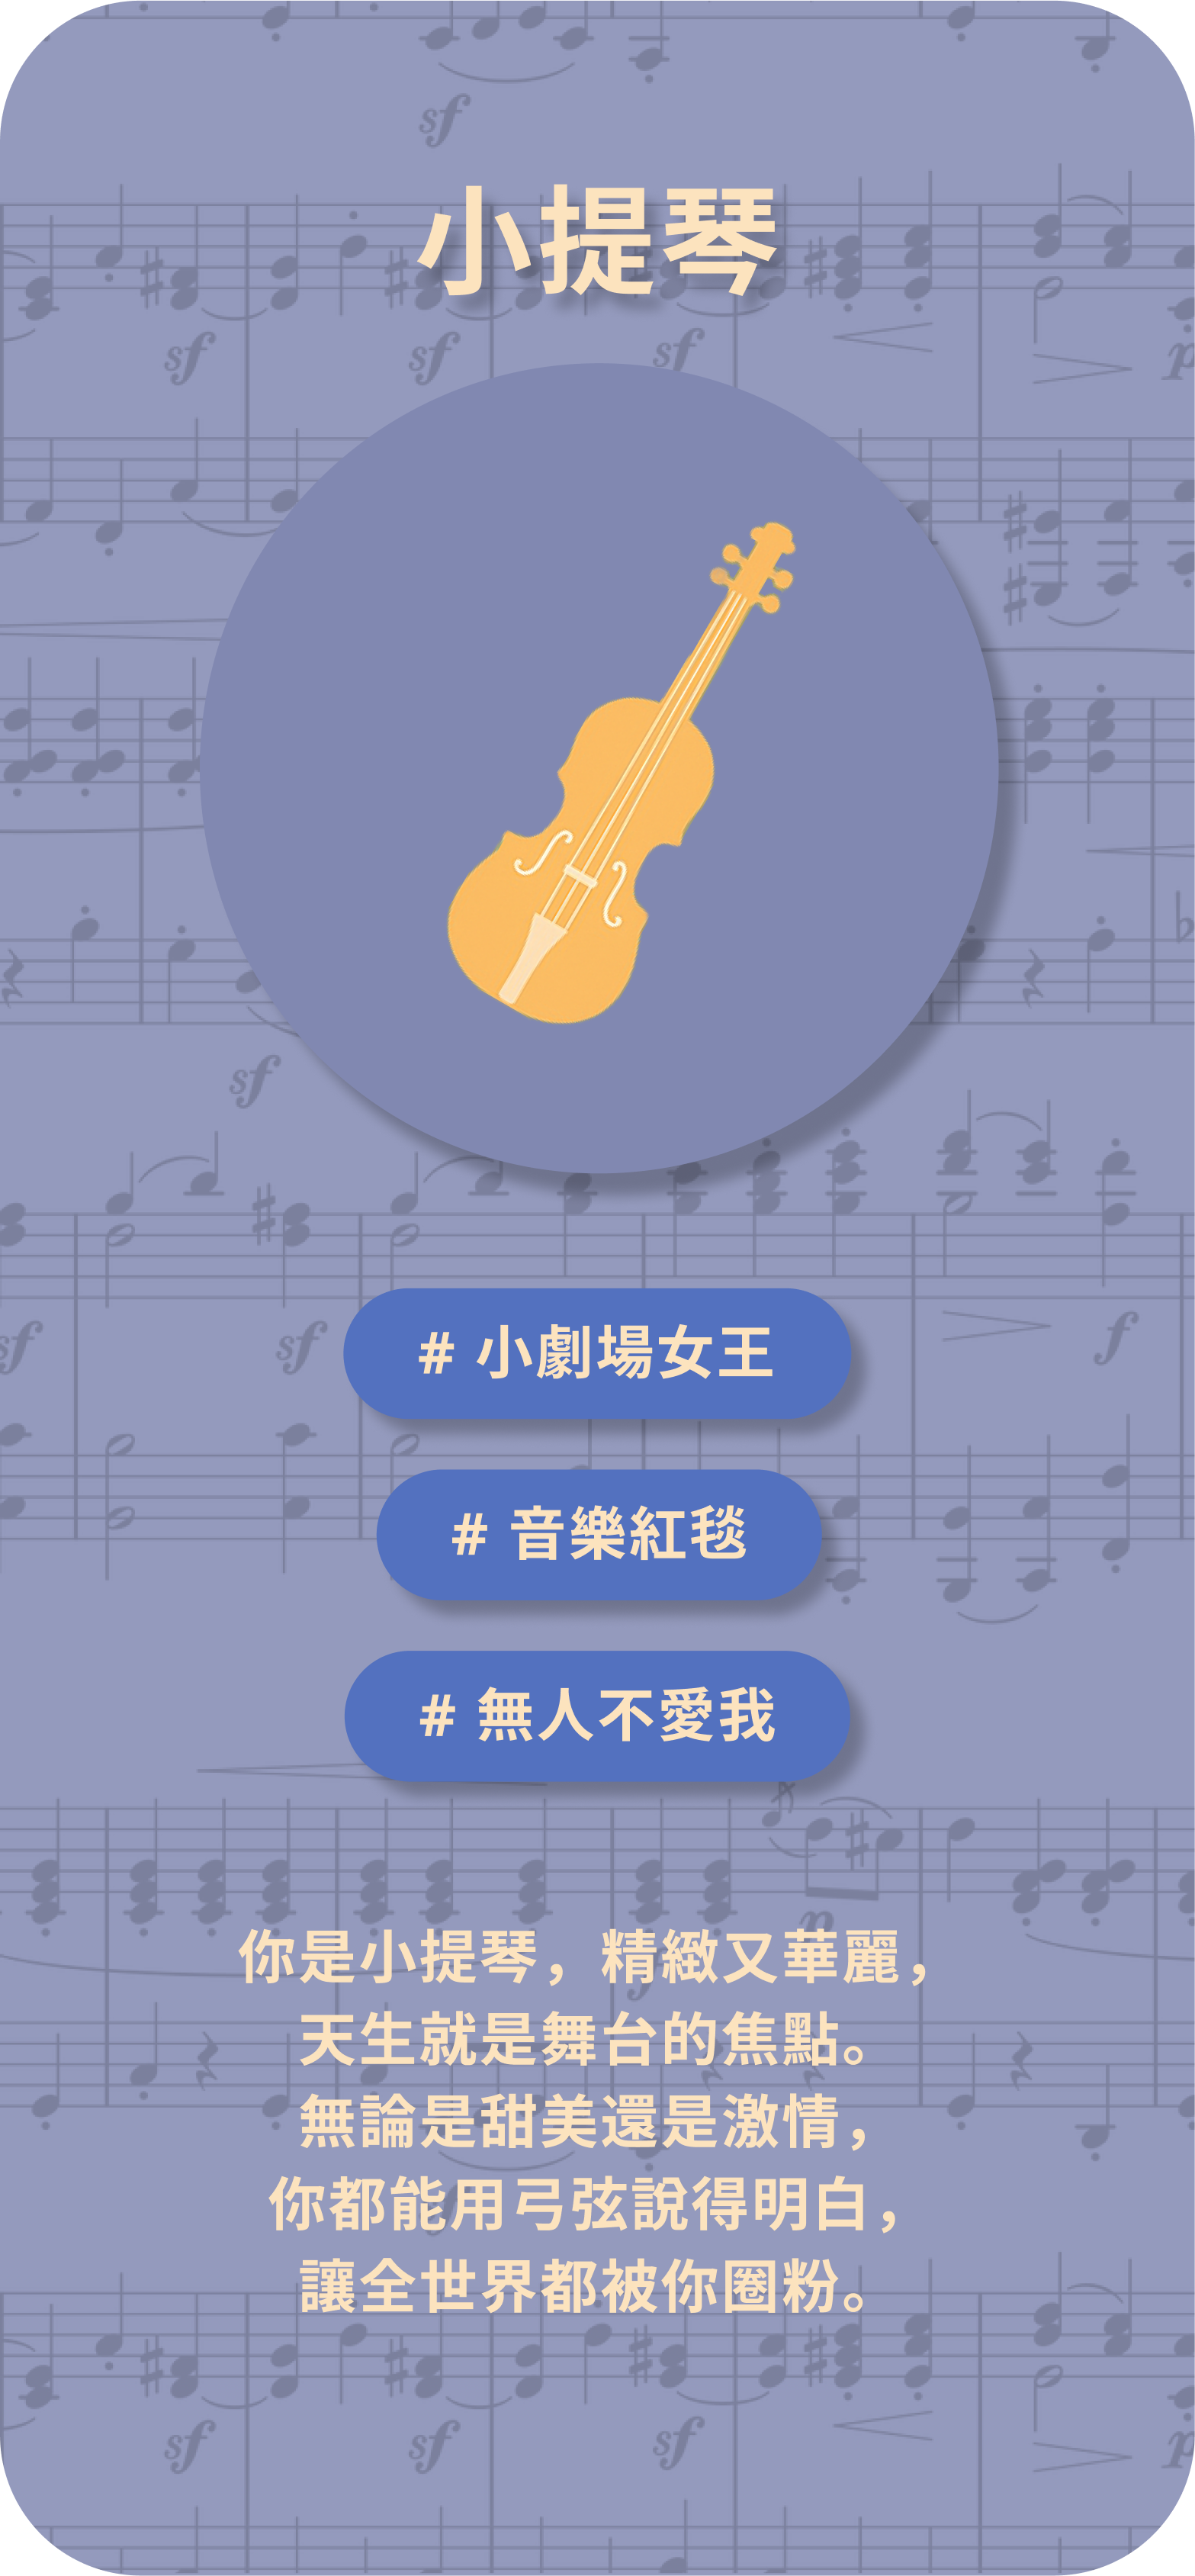 小提琴
# 小劇場女王
# 音樂紅毯
# 無人不愛我
你是小提琴，精緻又華麗，
天生就是舞台的焦點。
無論是甜美還是激情，
你都能用弓弦說得明白，
讓全世界都被你圈粉。